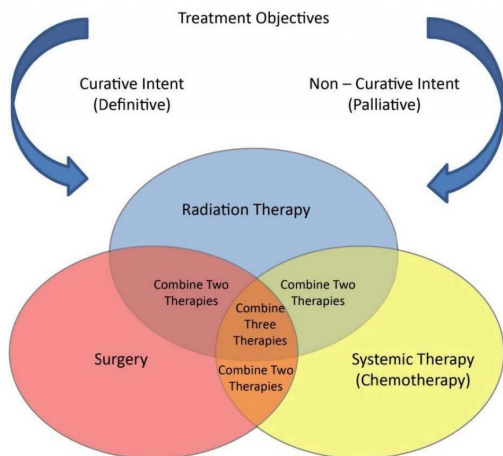 Treatment Objectives
Curative Intent
(Definitive)
Non – Curative Intent
(Palliative)
Radiation Therapy
Combine Two
Therapies
Combine Two
Therapies
Combine
Three
Therapies
Surgery
Combine Two
Therapies
Systemic Therapy
(Chemotherapy)